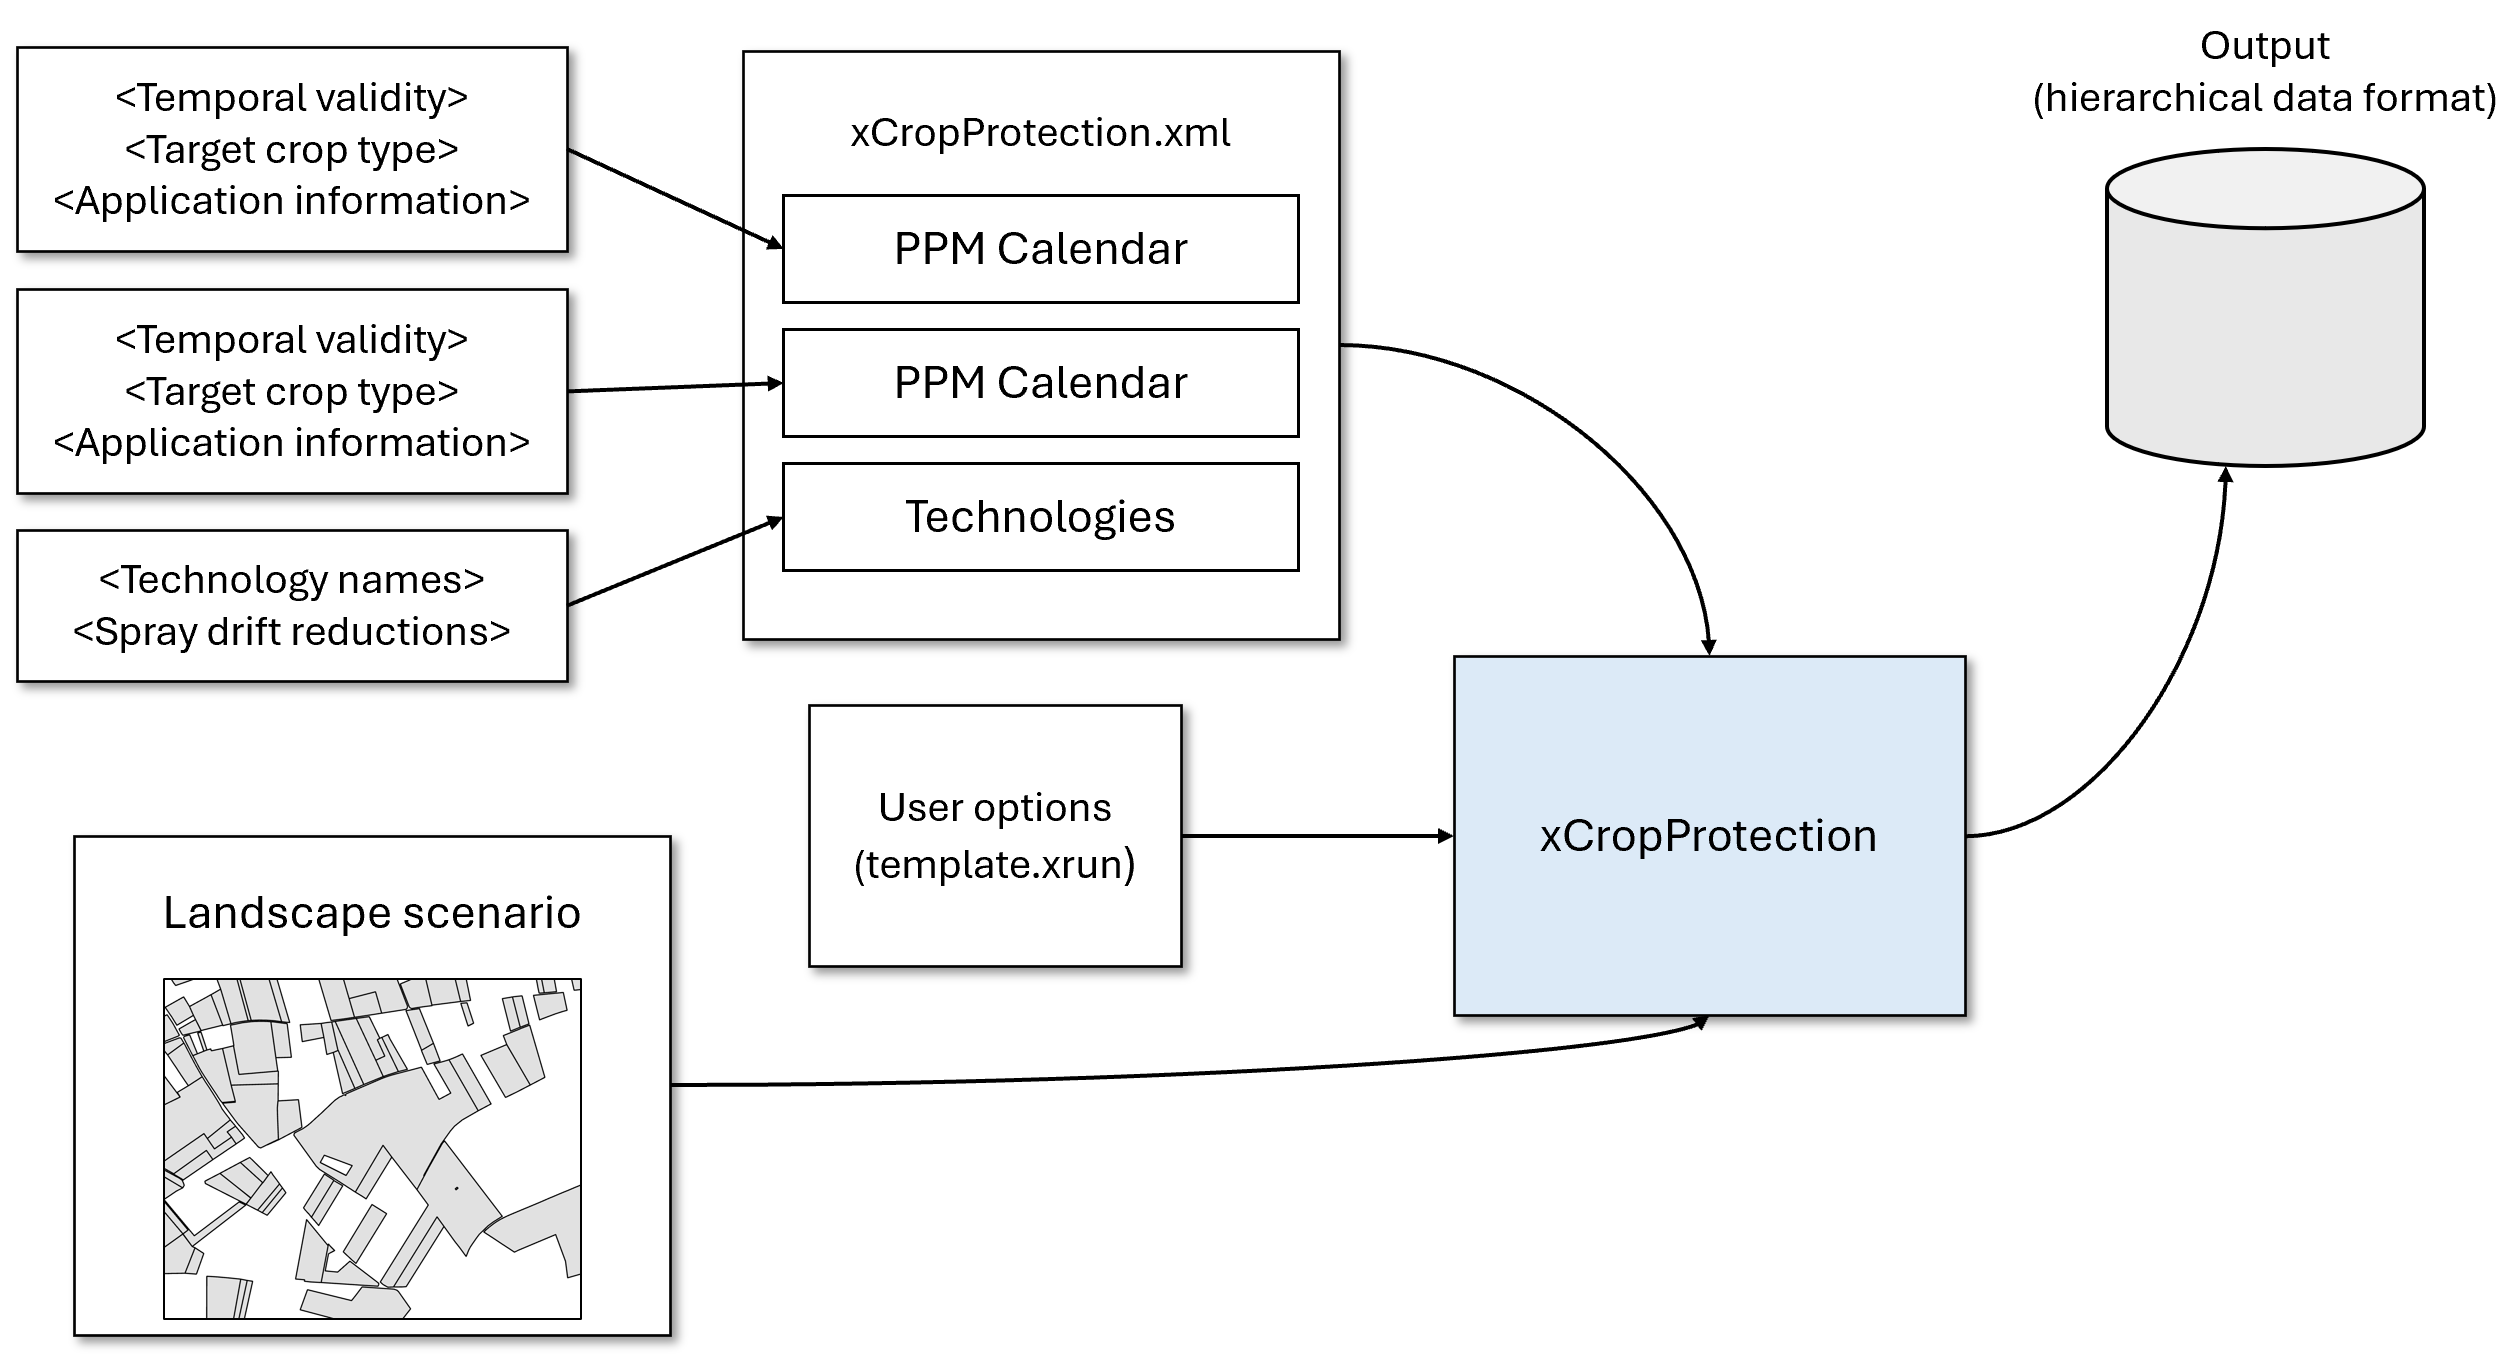 <Temporal validity>
<Target crop type>
<Application information>
<Temporal validity>
<Target crop type>
<Application information>
<Technology names>
<Spray drift reductions>
xCropProtection.xml
PPM Calendar
PPM Calendar
Technologies
Output
(hierarchical data format)
User options
(template.xrun)
xCropProtection
Landscape scenario